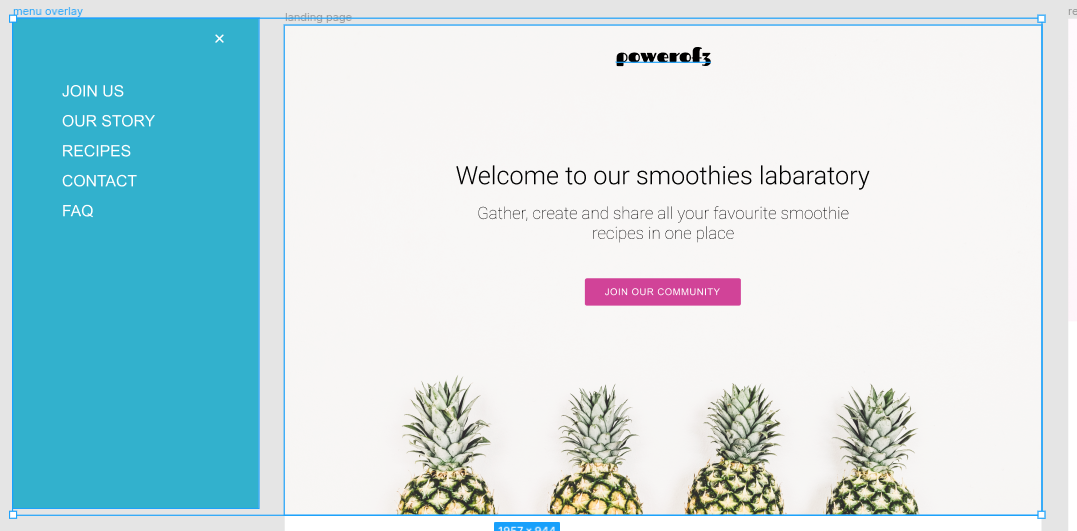 menu overlay
landing page
re
×
JOIN US
OUR STORY
RECIPES
CONTACT
FAQ
powerof3
Welcome to our smoothies labaratory
Gather, create and share all your favourite smoothie
recipes in one place
JOIN OUR COMMUNITY
1957 × 944